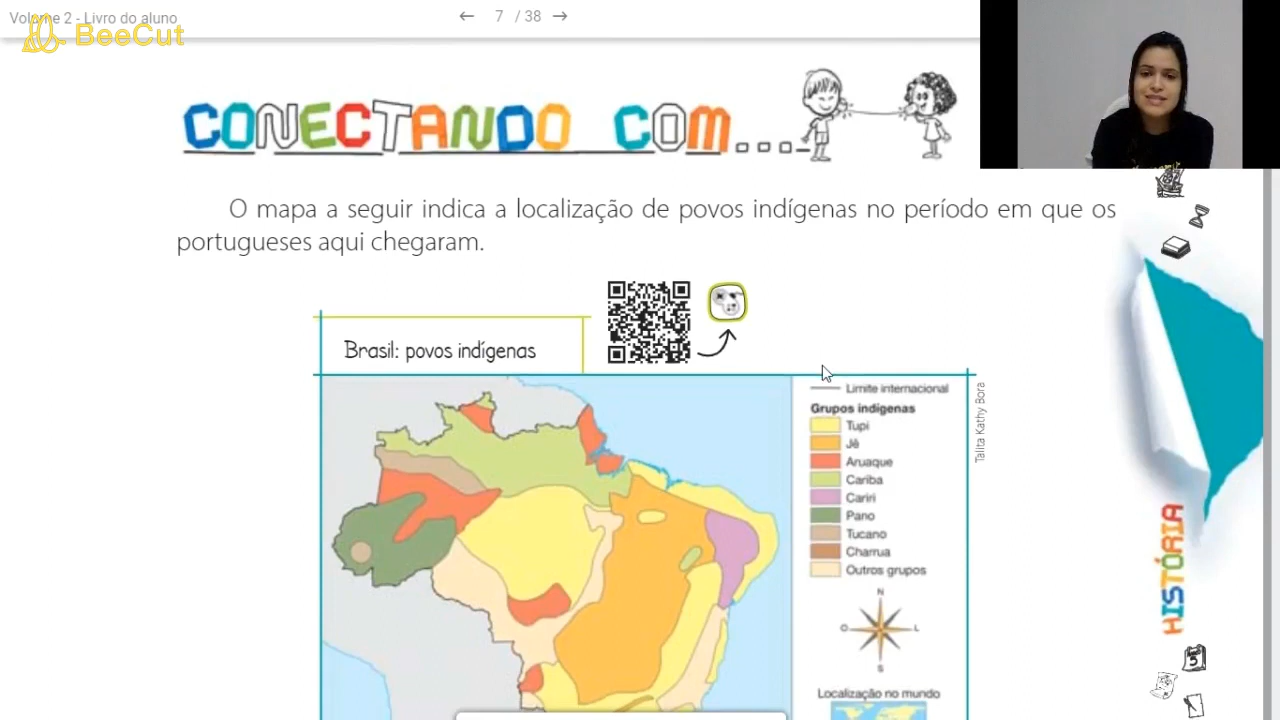 Volume 2 - Livro do aluno
← 7 / 38 →
BeeCut
CONECTANDO COM...
O mapa a seguir indica a localização de povos indígenas no período em que os
portugueses aqui chegaram.
Brasil: povos indígenas
Limite internacional
Grupos indígenas
Tupi
Jê
Aruaque
Cariba
Cariri
Pano
Tucano
Charrua
Outros grupos
N
O
L
S
Localização no mundo
Talita Kathy Bora
HISTÓRIA
5